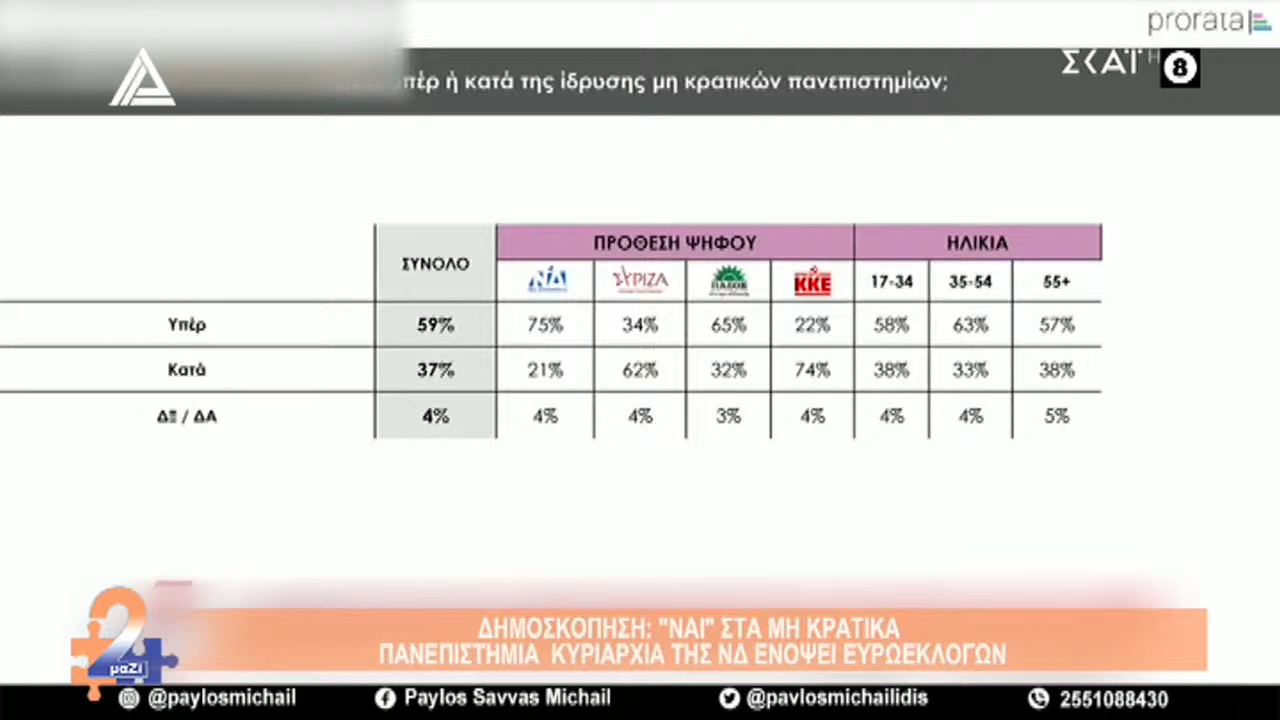 prorata
ΣΚΑΪ
8
υπέρ ή κατά της ίδρυσης μη κρατικών πανεπιστημίων;
ΣΥΝΟΛΟ ΠΡΟΘΕΣΗ ΨΗΦΟΥ ΗΛΙΚΙΑ
ΝΔ ΣΥΡΙΖΑ ΠΑΣΟΚ ΚΚΕ 17-34 35-54 55+
Υπέρ 59% 75% 34% 65% 22% 58% 63% 57%
Κατά 37% 21% 62% 32% 74% 38% 33% 38%
ΔΞ / ΔΑ 4% 4% 4% 3% 4% 4% 4% 5%
2 μαζί
ΔΗΜΟΣΚΟΠΗΣΗ: "ΝΑΙ" ΣΤΑ ΜΗ ΚΡΑΤΙΚΑ
ΠΑΝΕΠΙΣΤΗΜΙΑ ΚΥΡΙΑΡΧΙΑ ΤΗΣ ΝΔ ΕΝΟΨΕΙ ΕΥΡΩΕΚΛΟΓΩΝ
@paylosmichail Paylos Savvas Michail @pavlosmichailidis 2551088430